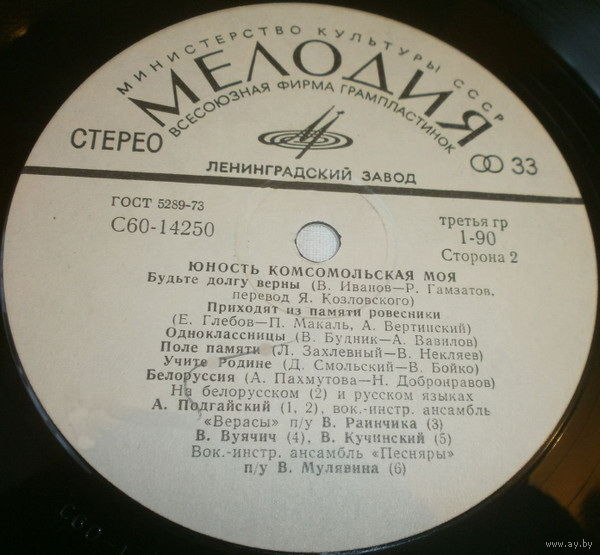 МИНИСТЕРСТВО КУЛЬТУРЫ СССР
МЕЛОДИЯ
ВСЕСОЮЗНАЯ ФИРМА ГРАМПЛАСТИНОК
СТЕРЕО
33
ЛЕНИНГРАДСКИЙ ЗАВОД
ГОСТ 5289-73
С60-14250
третья гр
1-90
Сторона 2
ЮНОСТЬ КОМСОМОЛЬСКАЯ МОЯ
Будьте долгу верны (В. Иванов—Р. Гамзатов,
перевод Я. Козловского)
Приходят из памяти ровесники
(Е. Глебов—П. Макаль, А. Вертинский)
Одноклассницы (В. Будник—А. Вавилов)
Поле памяти (Л. Захлевный—В. Некляев)
Учите Родине (Д. Смольский—В. Бойко)
Белоруссия (А. Пахмутова—Н. Добронравов)
На белорусском (2) и русском языках
А. Подгайский (1, 2), вок.-инстр. ансамбль
«Верасы» п/у В. Раинчика (3)
В. Вуячич (4), В. Кучинский (5)
Вок.-инстр. ансамбль «Песняры»
п/у В. Мулявина (6)
www.ay.by